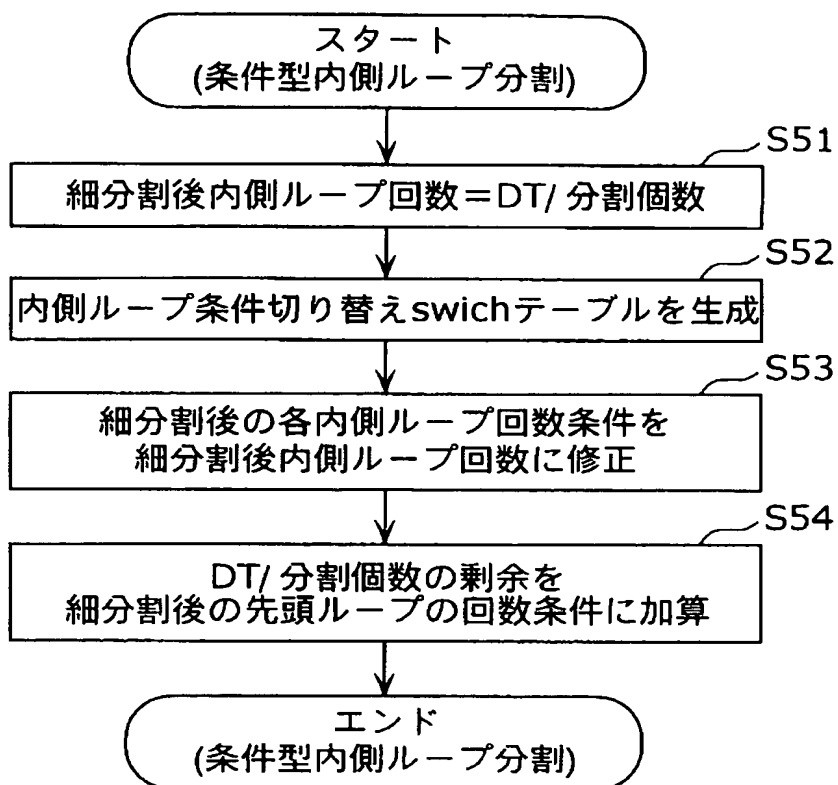 スタート
(条件型内側ループ分割)
S51
細分割後内側ループ回数=DT/分割個数
S52
内側ループ条件切り替えswichテーブルを生成
S53
細分割後の各内側ループ回数条件を
細分割後内側ループ回数に修正
S54
DT/分割個数の剰余を
細分割後の先頭ループの回数条件に加算
エンド
(条件型内側ループ分割)